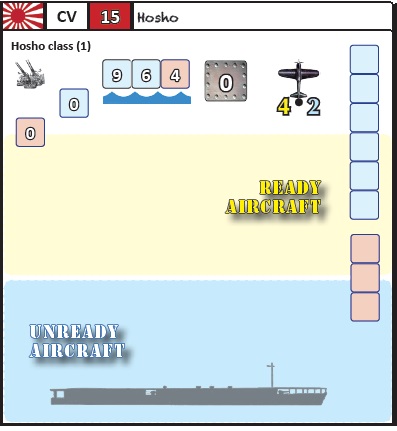 CV 15 Hosho
Hosho class (1)
9 6 4 0
0
4 2
0
READY
AIRCRAFT
UNREADY
AIRCRAFT